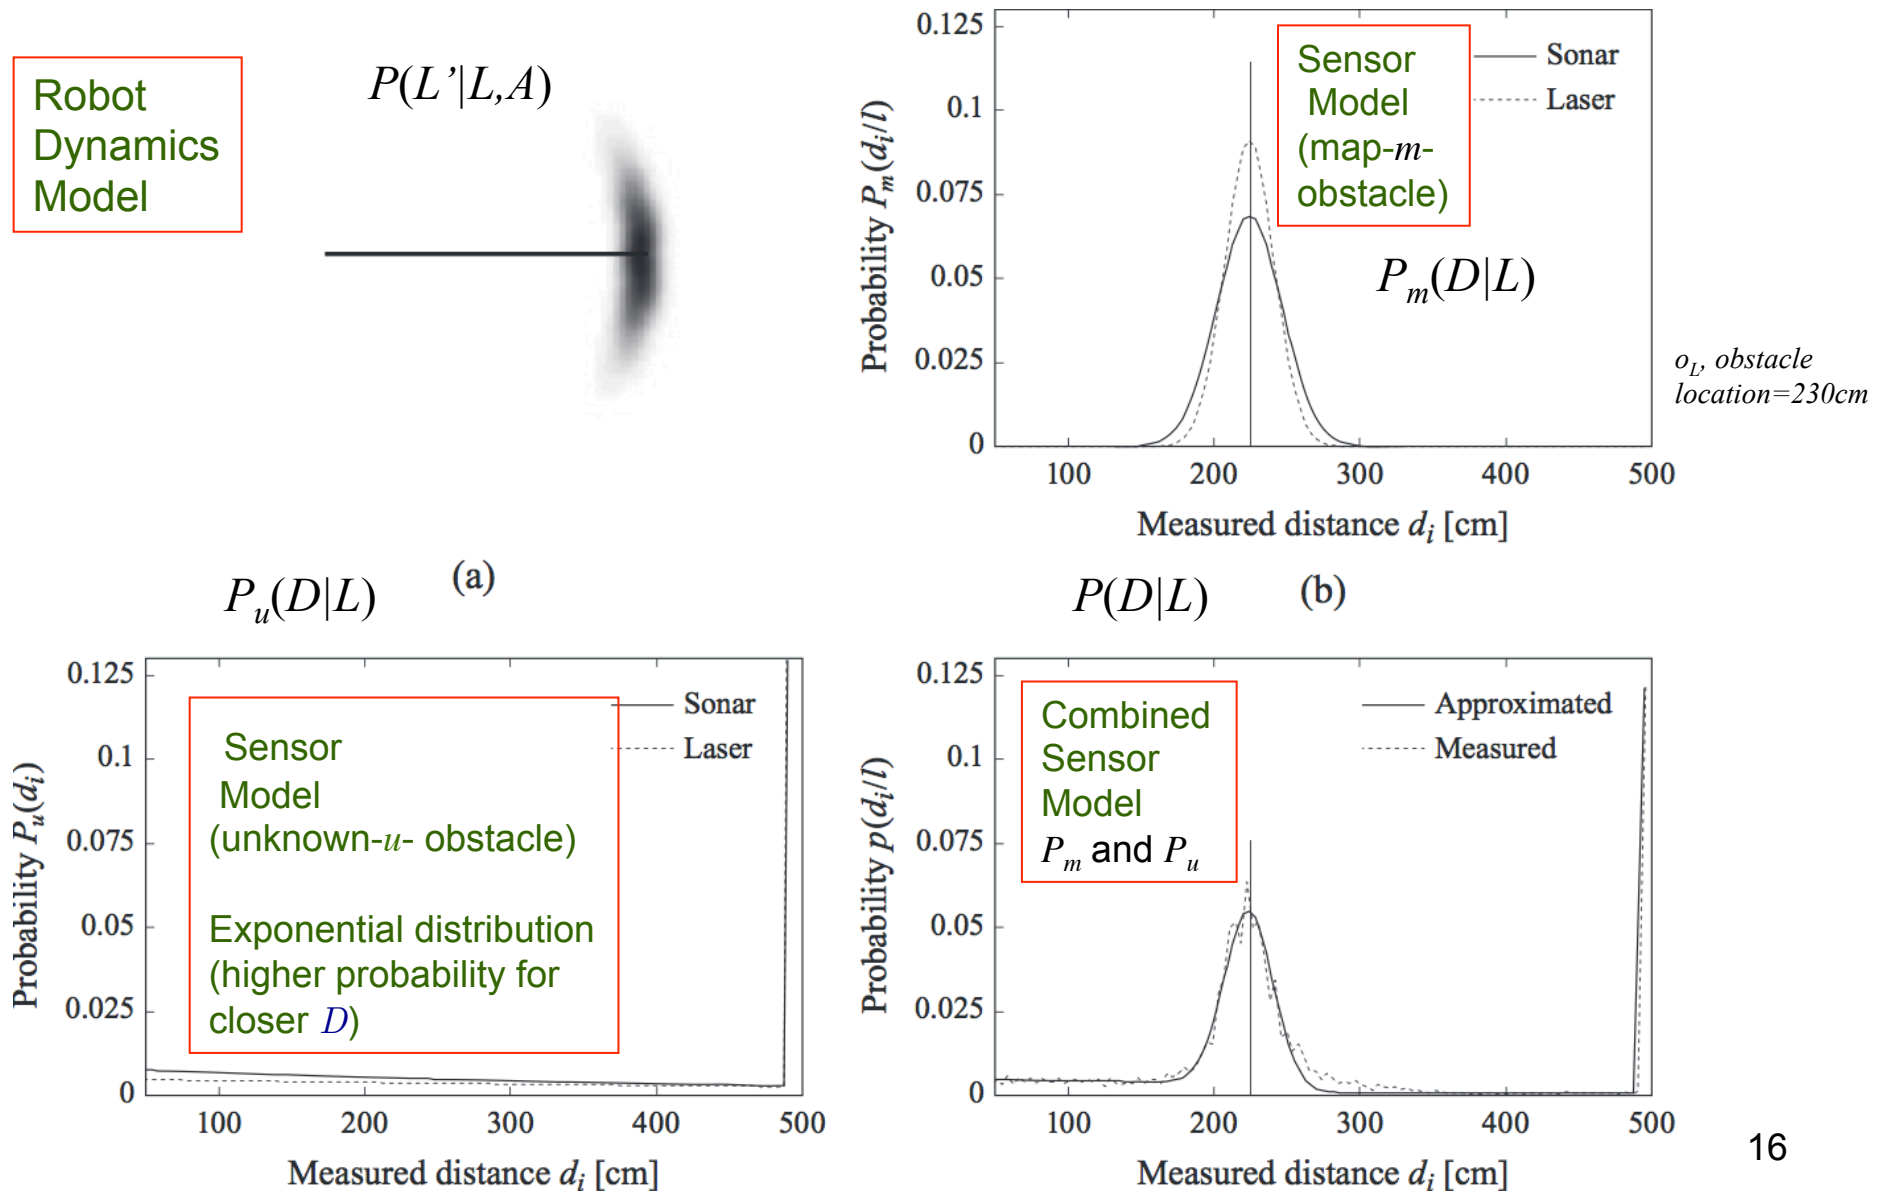 Robot
Dynamics
Model
P(L'|L,A)
(a)
0.125
0.1
0.075
0.05
0.025
0
Probability P_m(d_i/l)
Sensor
Model
(map-m-
obstacle)
Sonar
Laser
P_m(D|L)
o_L, obstacle
location=230cm
100 200 300 400 500
Measured distance d_i [cm]
(b)
P_u(D|L)
0.125
0.1
0.075
0.05
0.025
0
Probability P_u(d_i)
Sensor
Model
(unknown-u- obstacle)
Exponential distribution
(higher probability for
closer D)
Sonar
Laser
100 200 300 400 500
Measured distance d_i [cm]
P(D|L)
0.125
0.1
0.075
0.05
0.025
0
Probability p(d_i/l)
Combined
Sensor
Model
P_m and P_u
Approximated
Measured
100 200 300 400 500
Measured distance d_i [cm]
16